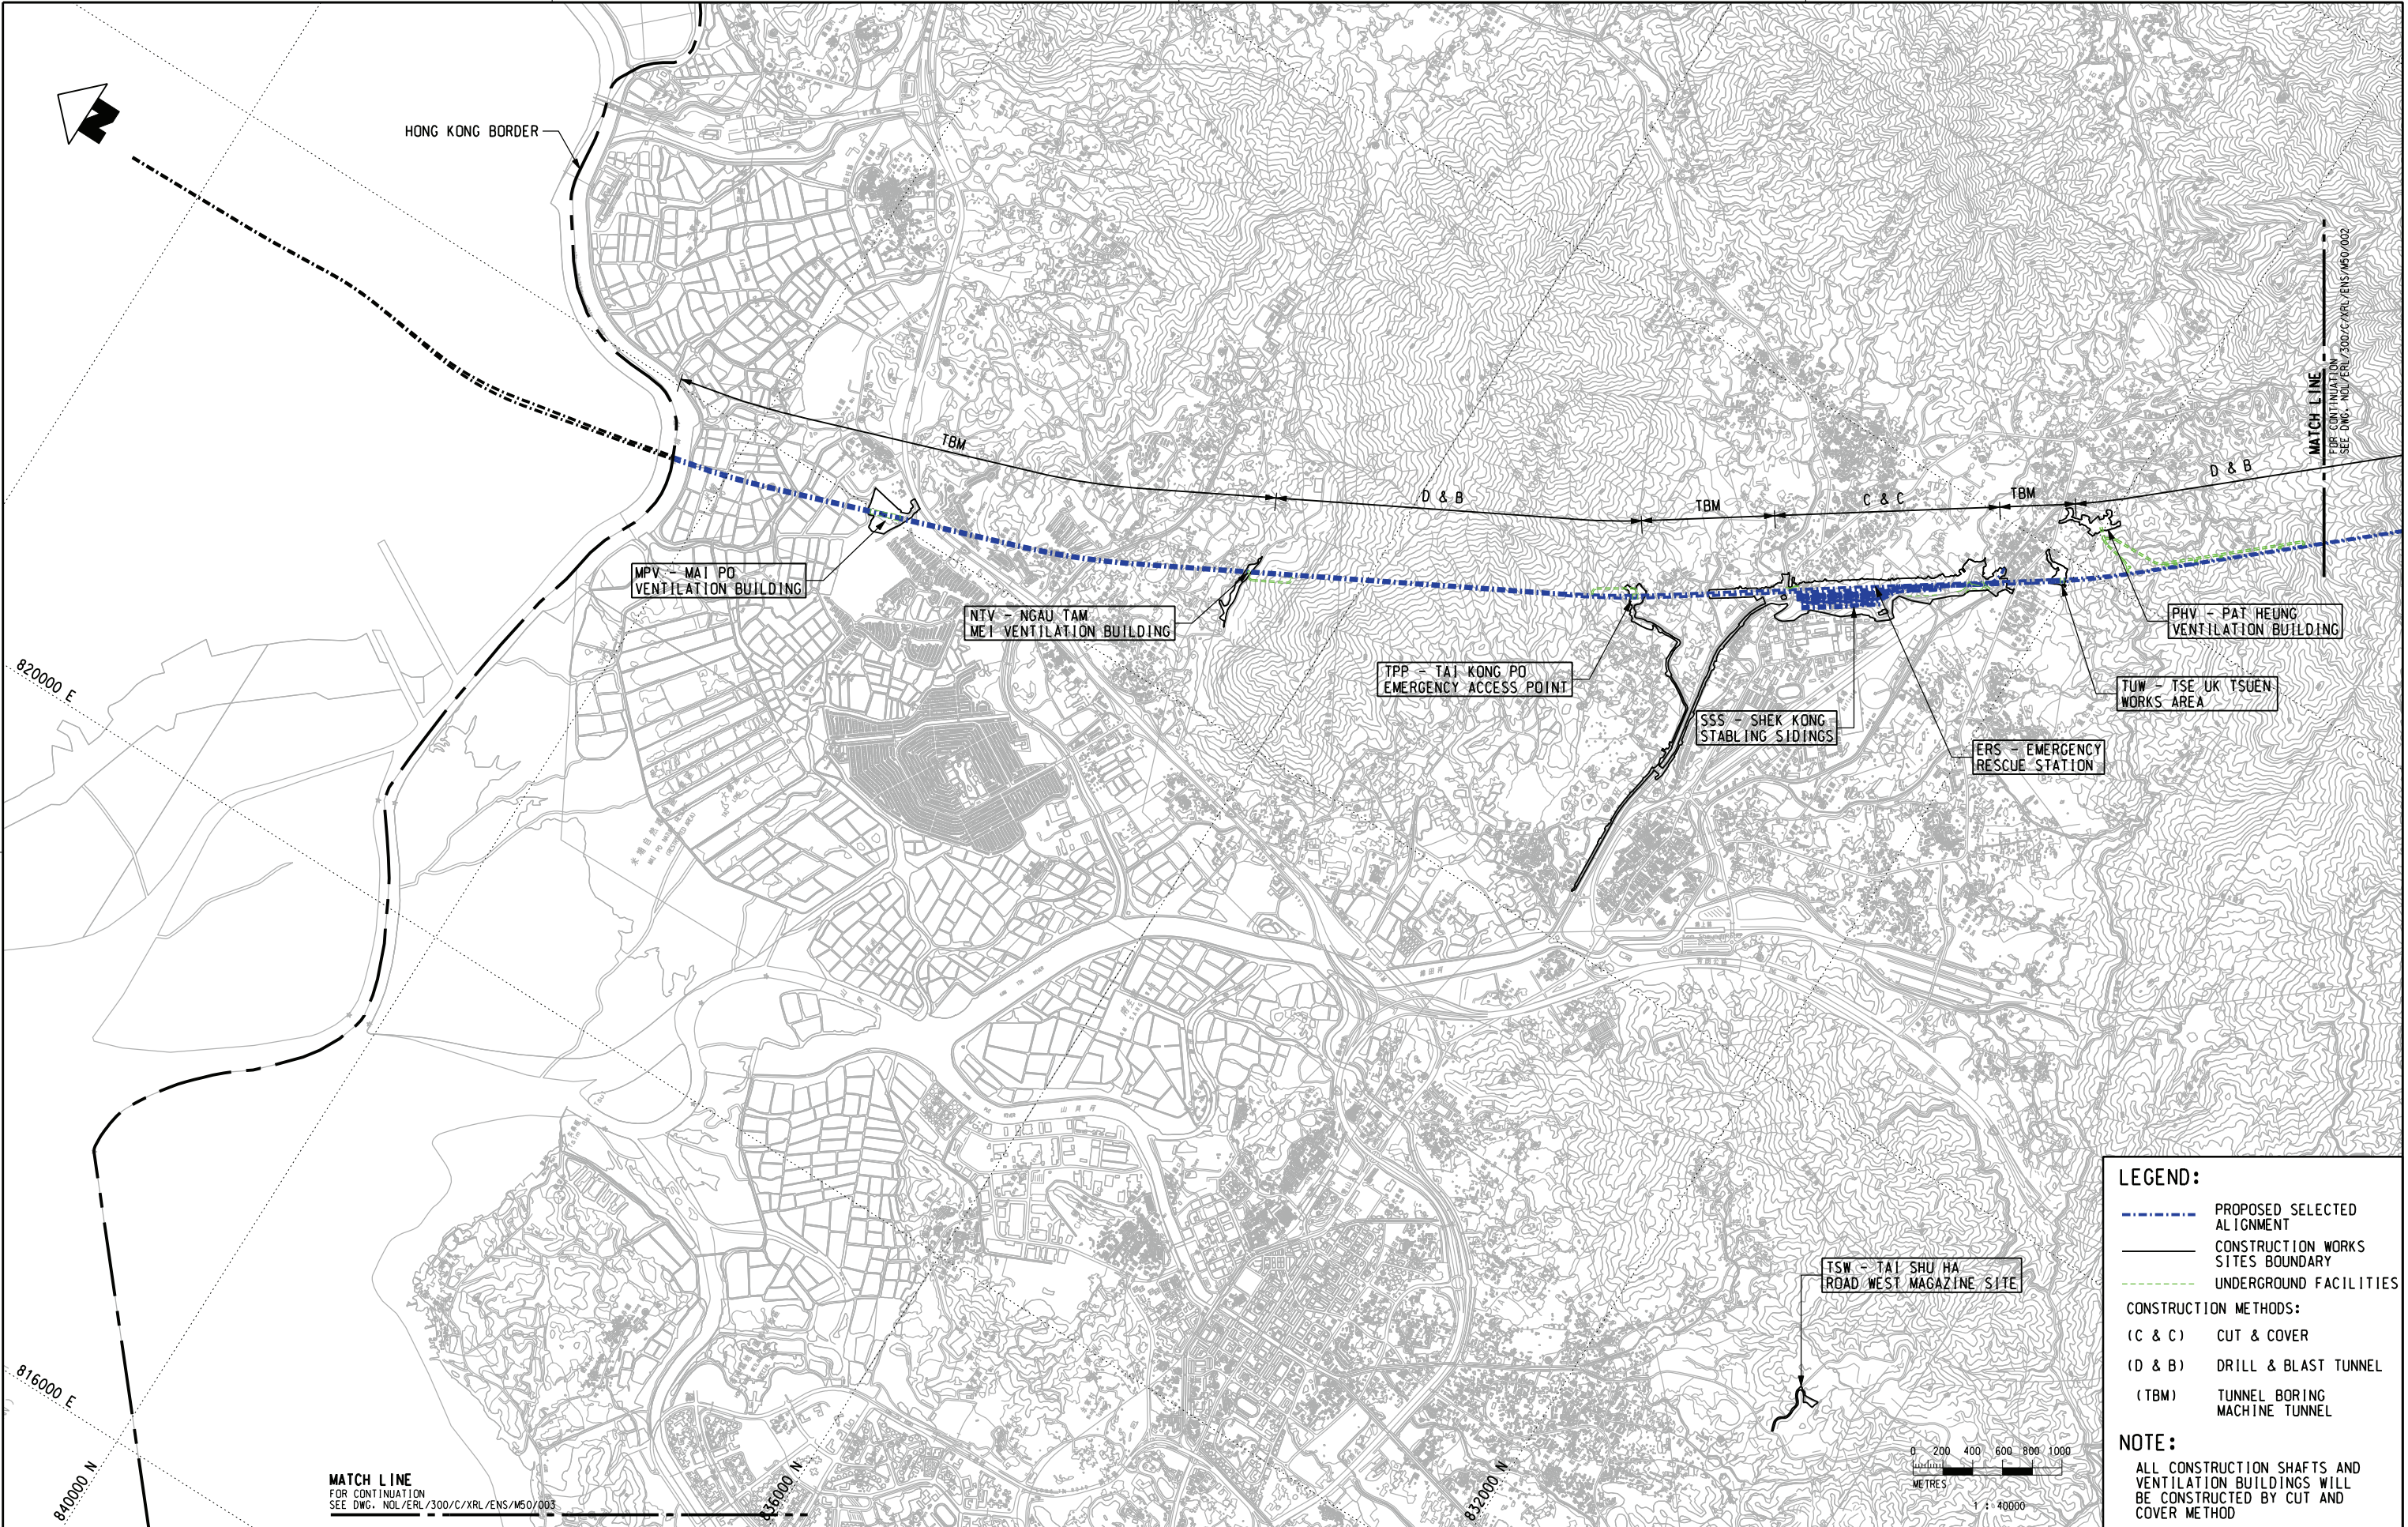 N
HONG KONG BORDER
TBM
D & B
TBM
C & C
TBM
D & B
MATCH LINE
FOR CONTINUATION
SEE DWG. NOL/ERL/300/C/XRL/ENS/M50/002
MPV - MAI PO
VENTILATION BUILDING
NTV - NGAU TAM
MEI VENTILATION BUILDING
TPP - TAI KONG PO
EMERGENCY ACCESS POINT
SSS - SHEK KONG
STABLING SIDINGS
ERS - EMERGENCY
RESCUE STATION
TUW - TSE UK TSUEN
WORKS AREA
PHV - PAT HEUNG
VENTILATION BUILDING
820000 E
816000 E
840000 N
836000 N
832000 N
TSW - TAI SHU HA
ROAD WEST MAGAZINE SITE
MATCH LINE
FOR CONTINUATION
SEE DWG. NOL/ERL/300/C/XRL/ENS/M50/003
0 200 400 600 800 1000
METRES
1 : 40000
LEGEND:
PROPOSED SELECTED
ALIGNMENT
CONSTRUCTION WORKS
SITES BOUNDARY
UNDERGROUND FACILITIES
CONSTRUCTION METHODS:
(C & C) CUT & COVER
(D & B) DRILL & BLAST TUNNEL
(TBM) TUNNEL BORING
MACHINE TUNNEL
NOTE:
ALL CONSTRUCTION SHAFTS AND
VENTILATION BUILDINGS WILL
BE CONSTRUCTED BY CUT AND
COVER METHOD